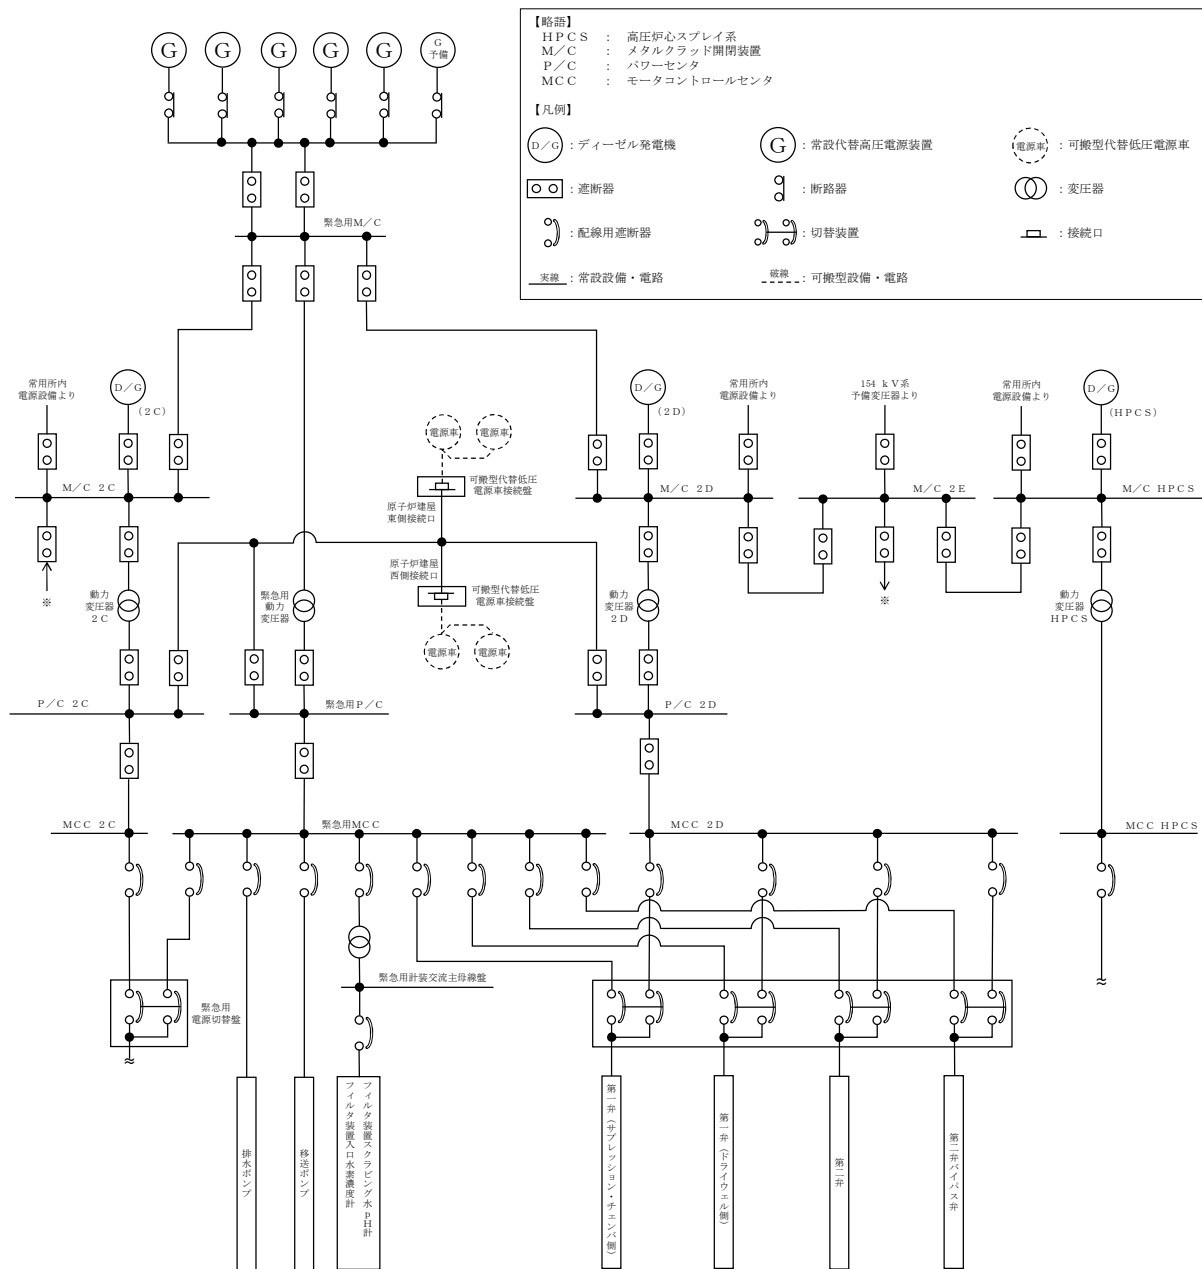 【略語】
HPCS : 高圧炉心スプレイ系
M/C : メタルクラッド開閉装置
P/C : パワーセンタ
MCC : モータコントロールセンタ
【凡例】
D/G : ディーゼル発電機
G : 常設代替高圧電源装置
電源車 : 可搬型代替低圧電源車
: 遮断器
: 断路器
: 変圧器
: 配線用遮断器
: 切替装置
: 接続口
実線 : 常設設備・電路
破線 : 可搬型設備・電路
G
G
G
G
G
G
予備
緊急用M/C
常用所内
電源設備より
D/G
(2C)
D/G
(2D)
常用所内
電源設備より
154 kV系
予備変圧器より
常用所内
電源設備より
D/G
(HPCS)
電源車
電源車
可搬型代替低圧
電源車接続盤
M/C 2C
M/C 2D
M/C 2E
M/C HPCS
原子炉建屋
東側接続口
原子炉建屋
西側接続口
可搬型代替低圧
電源車接続盤
電源車
電源車
※
※
動力
変圧器
2C
緊急用
動力
変圧器
動力
変圧器
2D
動力
変圧器
HPCS
P/C 2C
緊急用P/C
P/C 2D
MCC 2C
緊急用MCC
MCC 2D
MCC HPCS
緊急用計装交流主母線盤
緊急用
電源切替盤
排水ポンプ
移送ポンプ
フィルタ装置スクラビング水pH計
フィルタ装置入口水素濃度計
第一弁(サプレッション・チェンバ側)
第一弁(ドライウェル側)
第二弁
第二弁バイパス弁